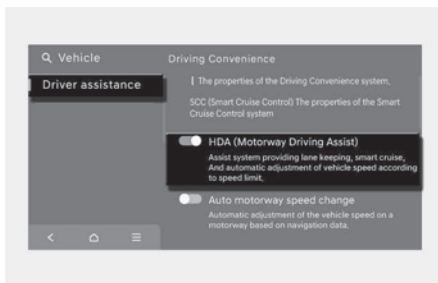 Vehicle
Driving Convenience
Driver assistance
The properties of the Driving Convenience system.
SCC (Smart Cruise Control) The properties of the Smart
Cruise Control system
HDA (Motorway Driving Assist)
Assist system providing lane keeping, smart cruise,
And automatic adjustment of vehicle speed according
to speed limit.
Auto motorway speed change
Automatic adjustment of the vehicle speed on a
motorway based on navigation data.